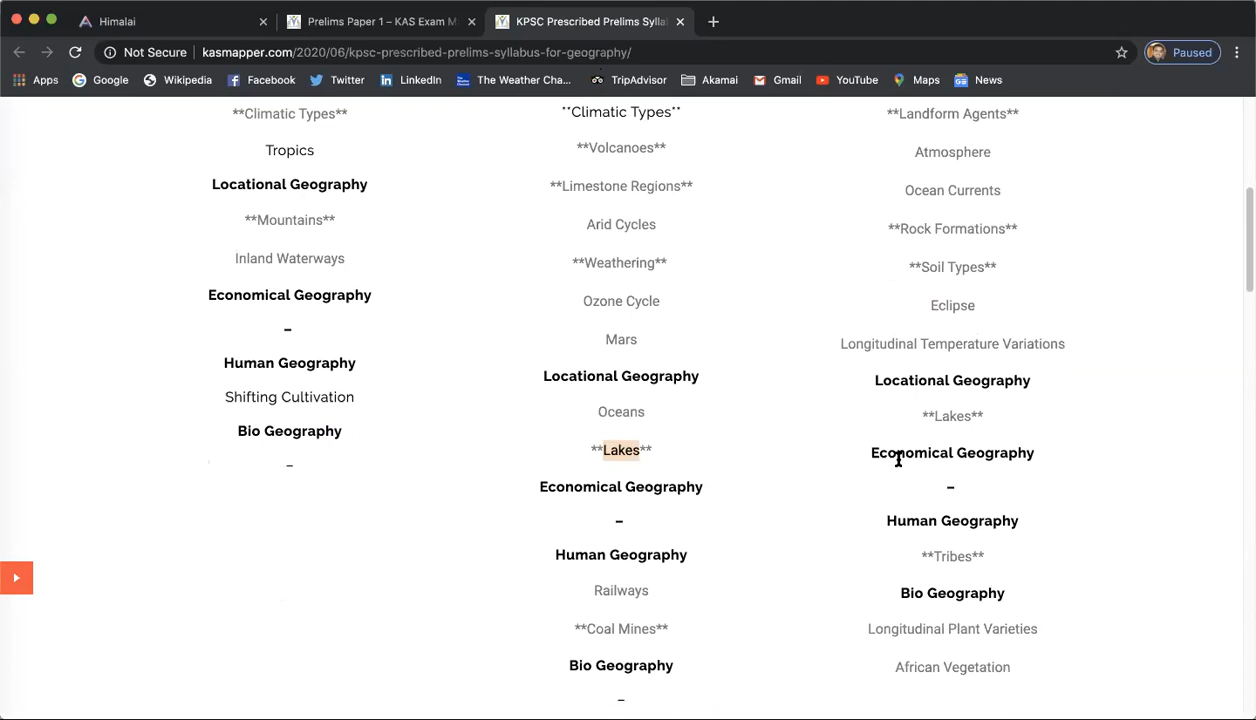 Himalai
Prelims Paper 1 – KAS Exam M
KPSC Prescribed Prelims Sylla
Not Secure
kasmapper.com/2020/06/kpsc-prescribed-prelims-syllabus-for-geography/
Paused
Apps
Google
Wikipedia
Facebook
Twitter
LinkedIn
The Weather Cha...
TripAdvisor
Akamai
Gmail
YouTube
Maps
News
**Climatic Types**
Tropics
Locational Geography
**Mountains**
Inland Waterways
Economical Geography
–
Human Geography
Shifting Cultivation
Bio Geography
–
**Climatic Types**
**Volcanoes**
**Limestone Regions**
Arid Cycles
**Weathering**
Ozone Cycle
Mars
Locational Geography
Oceans
**Lakes**
Economical Geography
–
Human Geography
Railways
**Coal Mines**
Bio Geography
–
**Landform Agents**
Atmosphere
Ocean Currents
**Rock Formations**
**Soil Types**
Eclipse
Longitudinal Temperature Variations
Locational Geography
**Lakes**
Economical Geography
–
Human Geography
**Tribes**
Bio Geography
Longitudinal Plant Varieties
African Vegetation